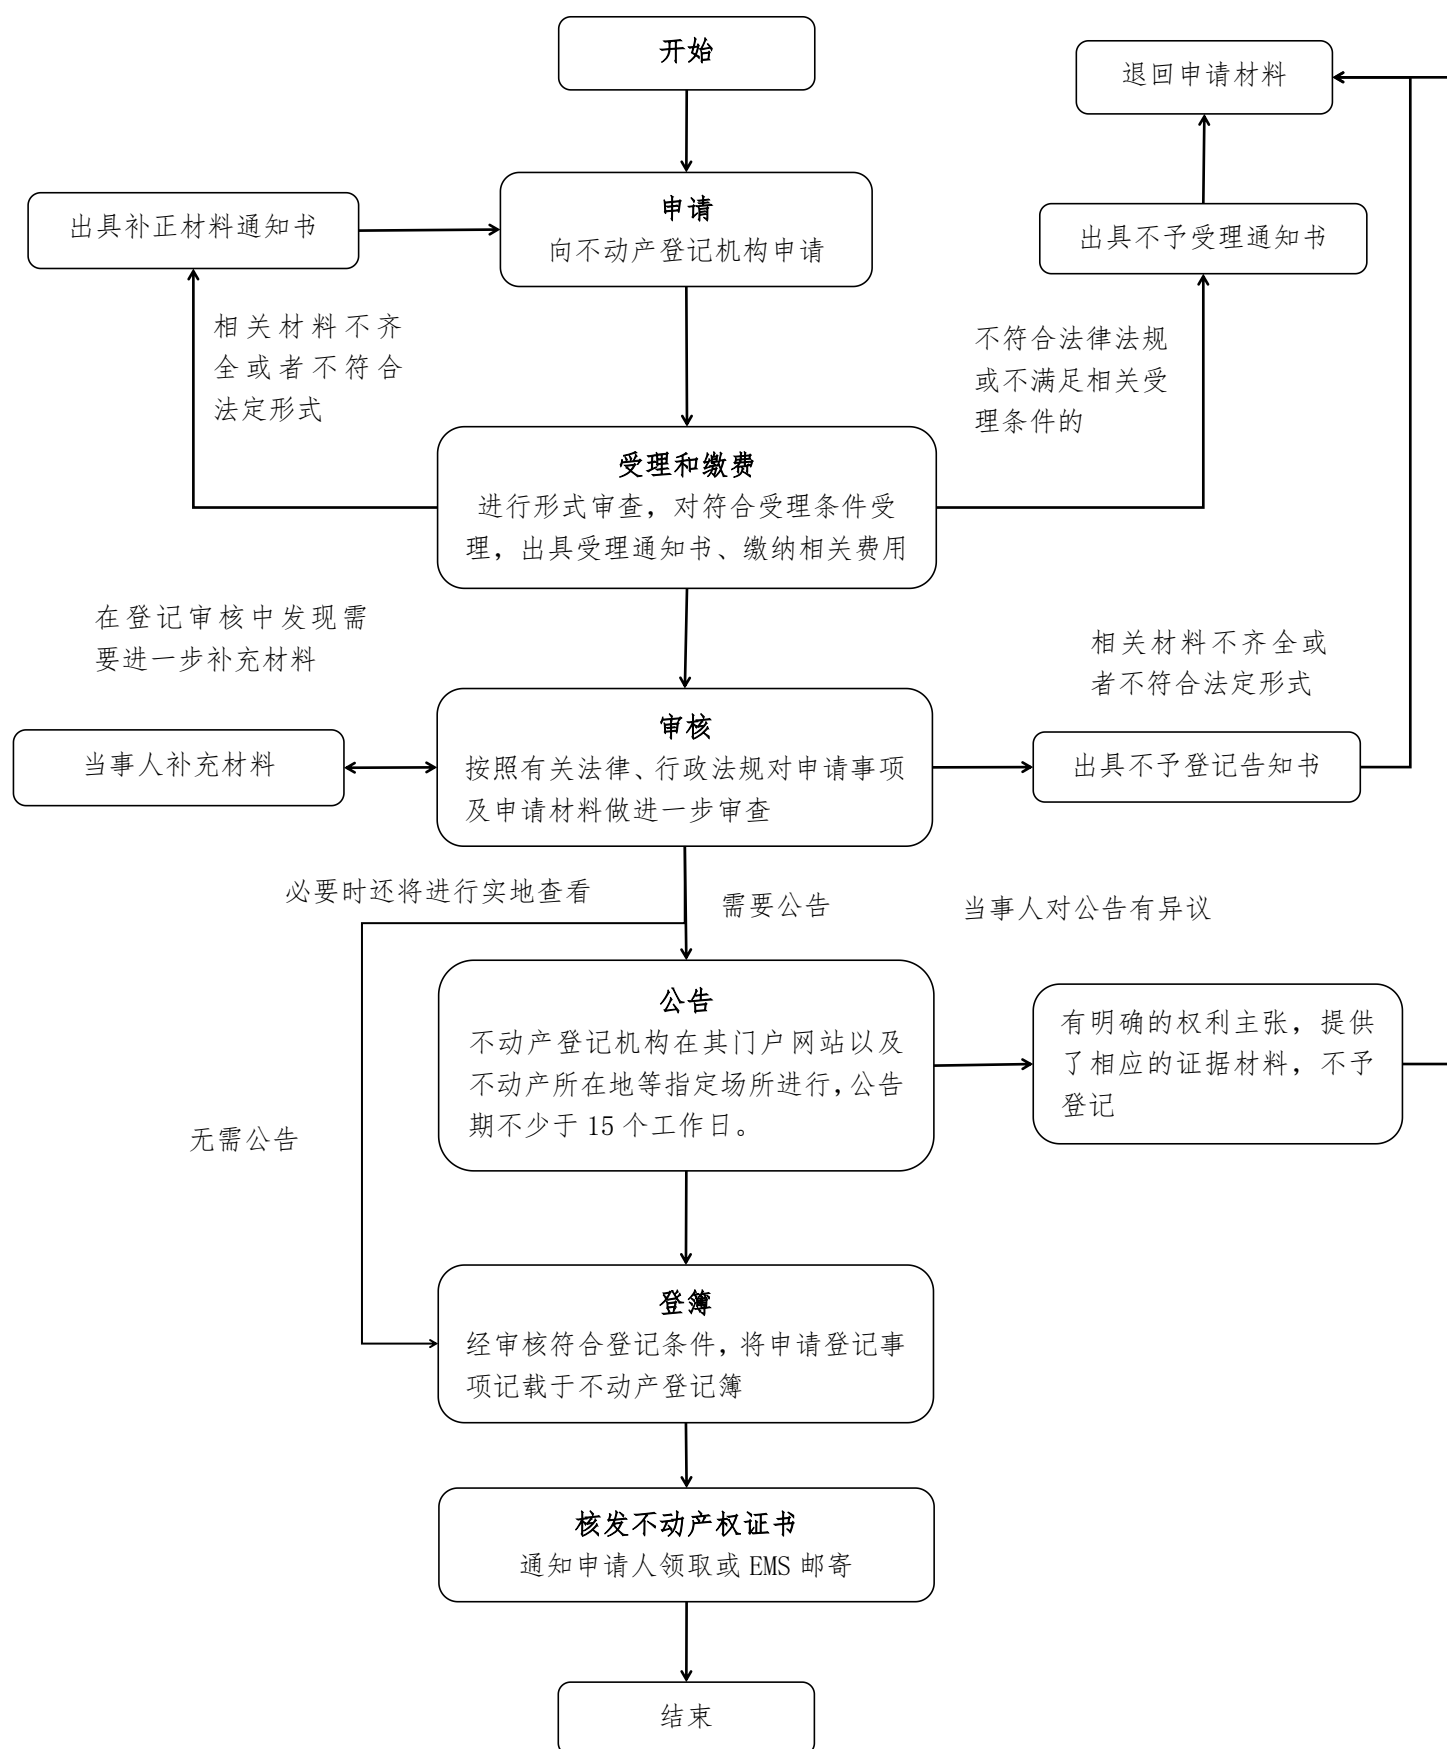 开始
退回申请材料
出具补正材料通知书
申请
向不动产登记机构申请
出具不予受理通知书
相关材料不齐
全或者不符合
法定形式
不符合法律法规
或不满足相关受
理条件的
受理和缴费
进行形式审查，对符合受理条件受
理，出具受理通知书、缴纳相关费用
在登记审核中发现需
要进一步补充材料
相关材料不齐全或
者不符合法定形式
审核
按照有关法律、行政法规对申请事项
及申请材料做进一步审查
当事人补充材料
出具不予登记告知书
必要时还将进行实地查看
需要公告
当事人对公告有异议
公告
不动产登记机构在其门户网站以及
不动产所在地等指定场所进行，公告
期不少于 15 个工作日。
有明确的权利主张，提供
了相应的证据材料，不予
登记
无需公告
登簿
经审核符合登记条件，将申请登记事
项记载于不动产登记簿
核发不动产权证书
通知申请人领取或 EMS 邮寄
结束